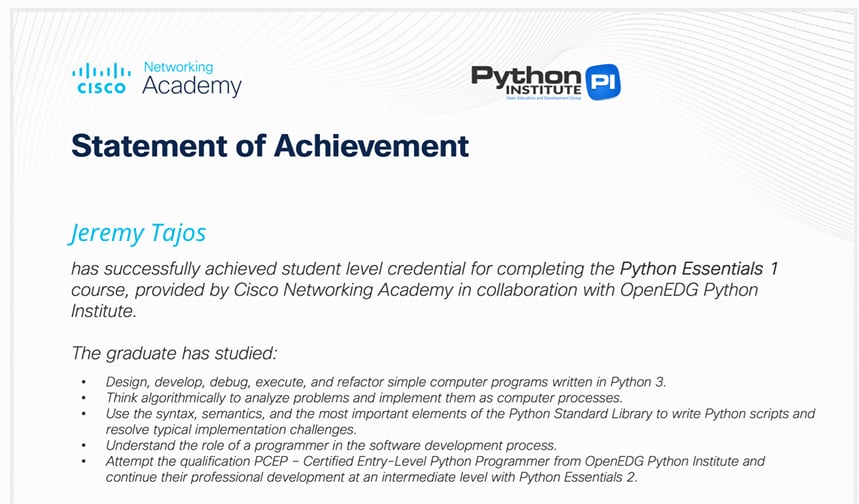 Networking
CISCO Academy
Python PI
INSTITUTE
Open Education and Development Group
Statement of Achievement
Jeremy Tajos
has successfully achieved student level credential for completing the Python Essentials 1
course, provided by Cisco Networking Academy in collaboration with OpenEDG Python
Institute.
The graduate has studied:
• Design, develop, debug, execute, and refactor simple computer programs written in Python 3.
• Think algorithmically to analyze problems and implement them as computer processes.
• Use the syntax, semantics, and the most important elements of the Python Standard Library to write Python scripts and
resolve typical implementation challenges.
• Understand the role of a programmer in the software development process.
• Attempt the qualification PCEP – Certified Entry-Level Python Programmer from OpenEDG Python Institute and
continue their professional development at an intermediate level with Python Essentials 2.